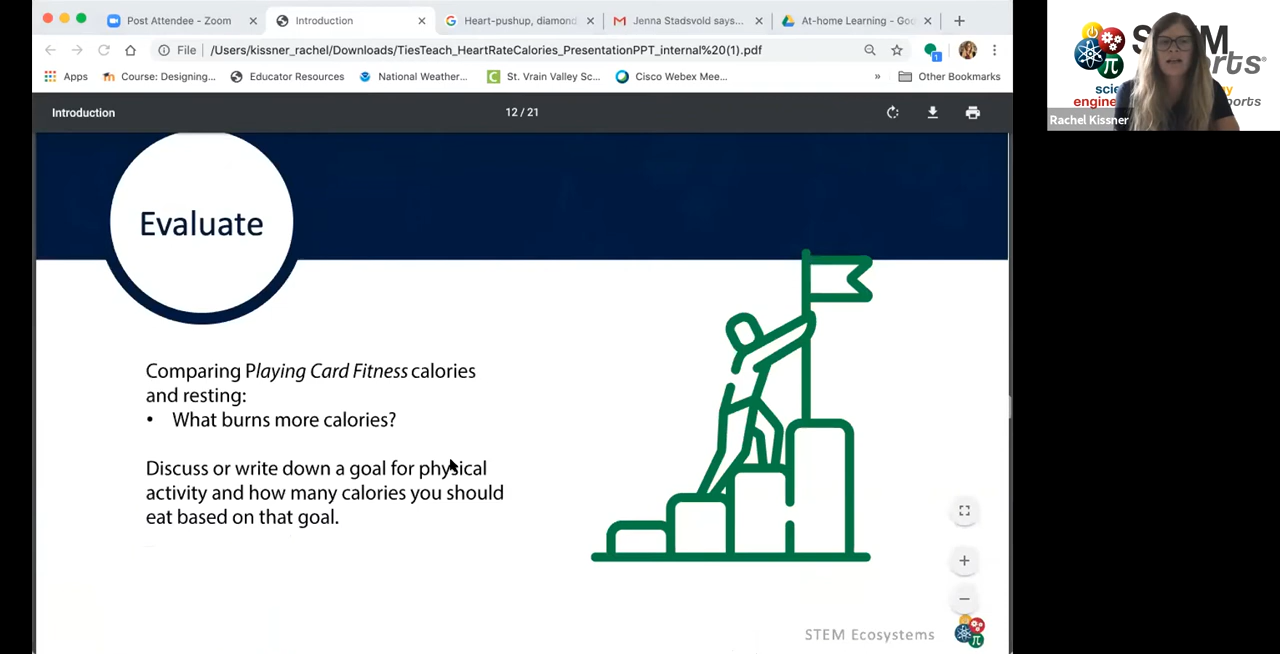 Post Attendee - Zoom
Introduction
Heart-pushup, diamond
Jenna Stadsvold says...
At-home Learning - Goo
File
/Users/kissner_rachel/Downloads/TiesTeach_HeartRateCalories_PresentationPPT_internal%20(1).pdf
1
Apps
Course: Designing...
Educator Resources
National Weather...
St. Vrain Valley Sc...
Cisco Webex Mee...
»
Other Bookmarks
Introduction
12 / 21
Evaluate
Comparing Playing Card Fitness calories
and resting:
• What burns more calories?
Discuss or write down a goal for physical
activity and how many calories you should
eat based on that goal.
STEM Ecosystems
Rachel Kissner